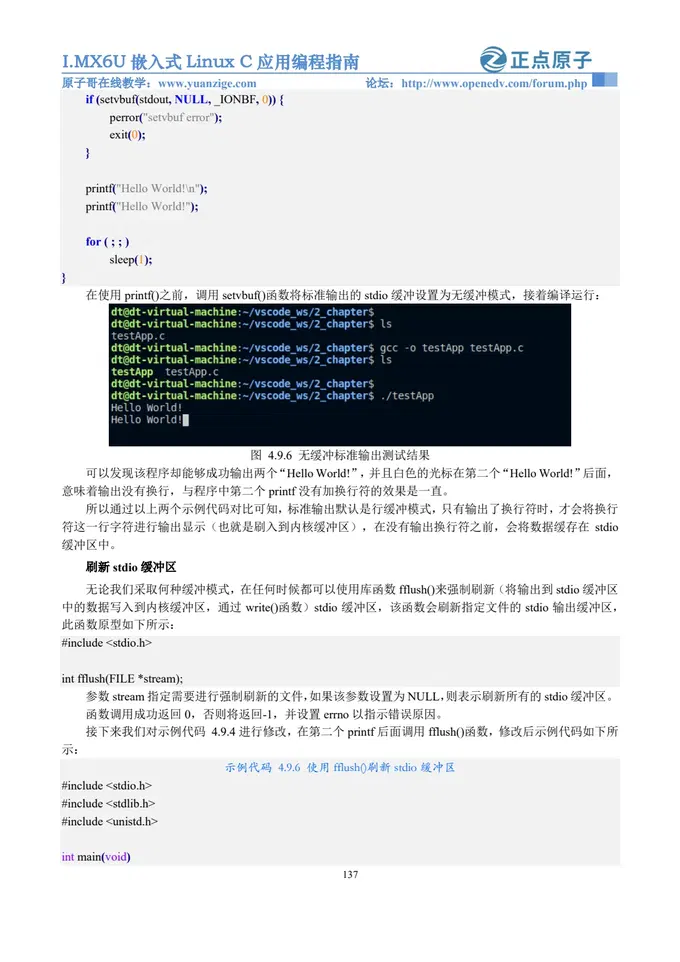 I.MX6U 嵌入式 Linux C 应用编程指南
正点原子
原子哥在线教学：www.yuanzige.com 论坛：http://www.openedv.com/forum.php
if (setvbuf(stdout, NULL, _IONBF, 0)) {
perror("setvbuf error");
exit(0);
}
printf("Hello World!\n");
printf("Hello World!");
for ( ; ; )
sleep(1);
}
在使用 printf()之前，调用 setvbuf()函数将标准输出的 stdio 缓冲设置为无缓冲模式，接着编译运行：
dt@dt-virtual-machine:~/vscode_ws/2_chapter$
dt@dt-virtual-machine:~/vscode_ws/2_chapter$ ls
testApp.c
dt@dt-virtual-machine:~/vscode_ws/2_chapter$ gcc -o testApp testApp.c
dt@dt-virtual-machine:~/vscode_ws/2_chapter$ ls
testApp testApp.c
dt@dt-virtual-machine:~/vscode_ws/2_chapter$
dt@dt-virtual-machine:~/vscode_ws/2_chapter$ ./testApp
Hello World!
Hello World!
图 4.9.6 无缓冲标准输出测试结果
可以发现该程序却能够成功输出两个“Hello World!”，并且白色的光标在第二个“Hello World!”后面，
意味着输出没有换行，与程序中第二个 printf 没有加换行符的效果是一直。
所以通过以上两个示例代码对比可知，标准输出默认是行缓冲模式，只有输出了换行符时，才会将换行
符这一行字符进行输出显示（也就是刷入到内核缓冲区），在没有输出换行符之前，会将数据缓存在 stdio
缓冲区中。
刷新 stdio 缓冲区
无论我们采取何种缓冲模式，在任何时候都可以使用库函数 fflush()来强制刷新（将输出到 stdio 缓冲区
中的数据写入到内核缓冲区，通过 write()函数）stdio 缓冲区，该函数会刷新指定文件的 stdio 输出缓冲区，
此函数原型如下所示：
#include <stdio.h>
int fflush(FILE *stream);
参数 stream 指定需要进行强制刷新的文件，如果该参数设置为 NULL，则表示刷新所有的 stdio 缓冲区。
函数调用成功返回 0，否则将返回-1，并设置 errno 以指示错误原因。
接下来我们对示例代码 4.9.4 进行修改，在第二个 printf 后面调用 fflush()函数，修改后示例代码如下所
示：
示例代码 4.9.6 使用 fflush()刷新 stdio 缓冲区
#include <stdio.h>
#include <stdlib.h>
#include <unistd.h>
int main(void)
137